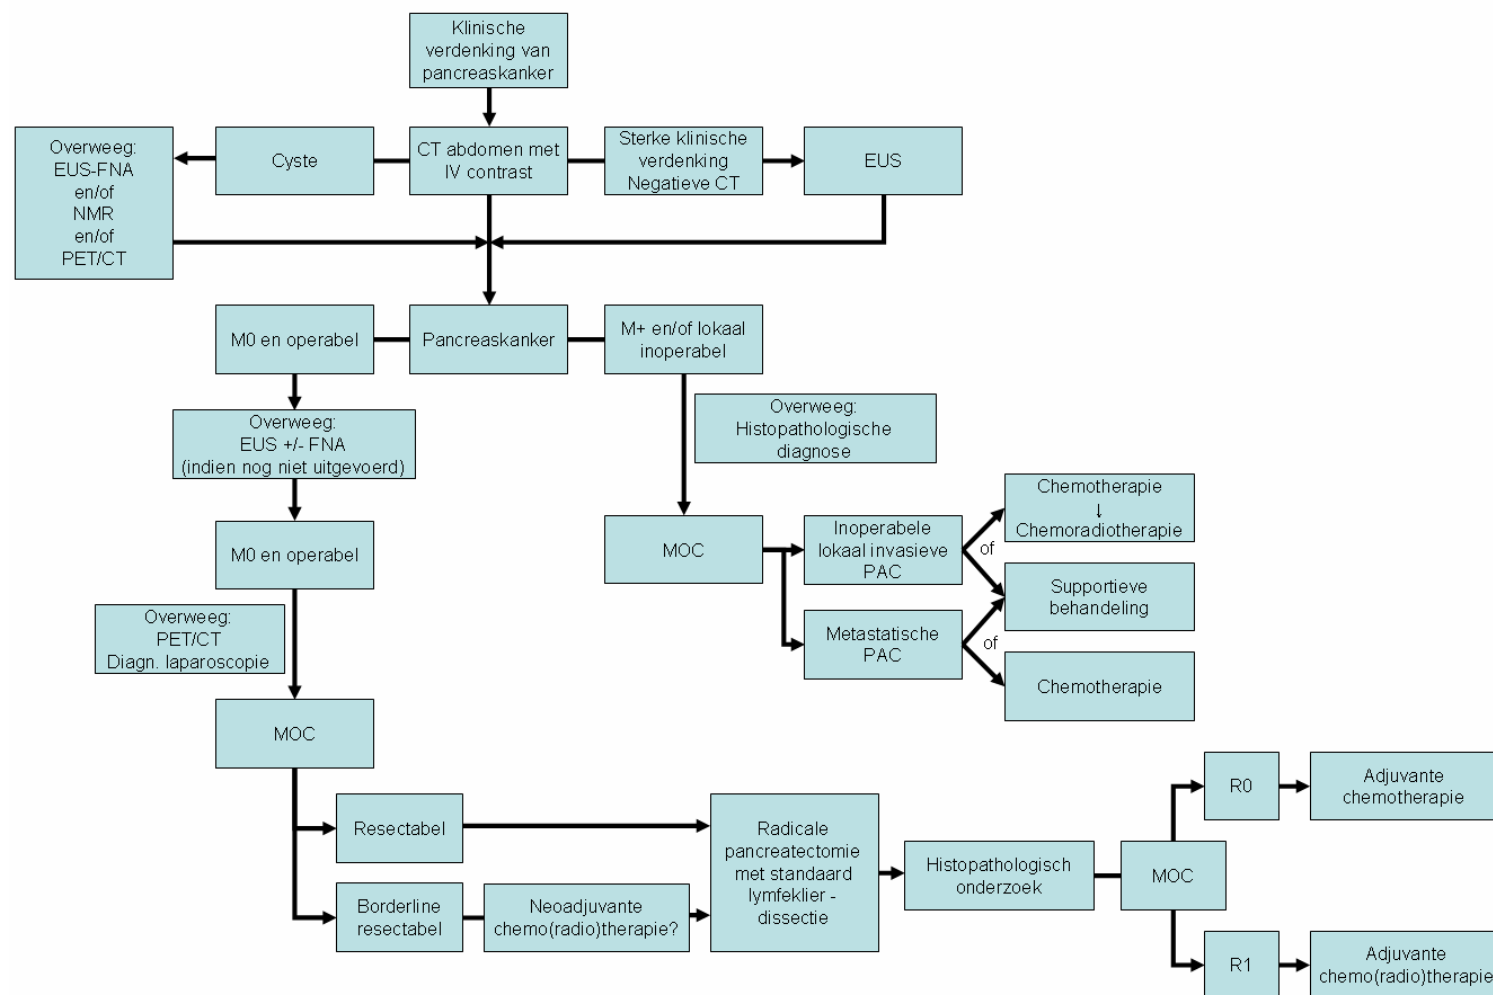 Klinische
verdenking van
pancreaskanker
Overweeg:
EUS-FNA
en/of
NMR
en/of
PET/CT
Cyste
CT abdomen met
IV contrast
Sterke klinische
verdenking
Negatieve CT
EUS
M0 en operabel
Pancreaskanker
M+ en/of lokaal
inoperabel
Overweeg:
EUS +/- FNA
(indien nog niet uitgevoerd)
Overweeg:
Histopathologische
diagnose
M0 en operabel
MOC
Inoperabele
lokaal invasieve
PAC
of
Chemotherapie
↓
Chemoradiotherapie
Supportieve
behandeling
Metastatische
PAC
of
Chemotherapie
Overweeg:
PET/CT
Diagn. laparoscopie
MOC
Resectabel
Borderline
resectabel
Neoadjuvante
chemo(radio)therapie?
Radicale
pancreatectomie
met standaard
lymfeklier -
dissectie
Histopathologisch
onderzoek
MOC
R0
Adjuvante
chemotherapie
R1
Adjuvante
chemo(radio)therapie